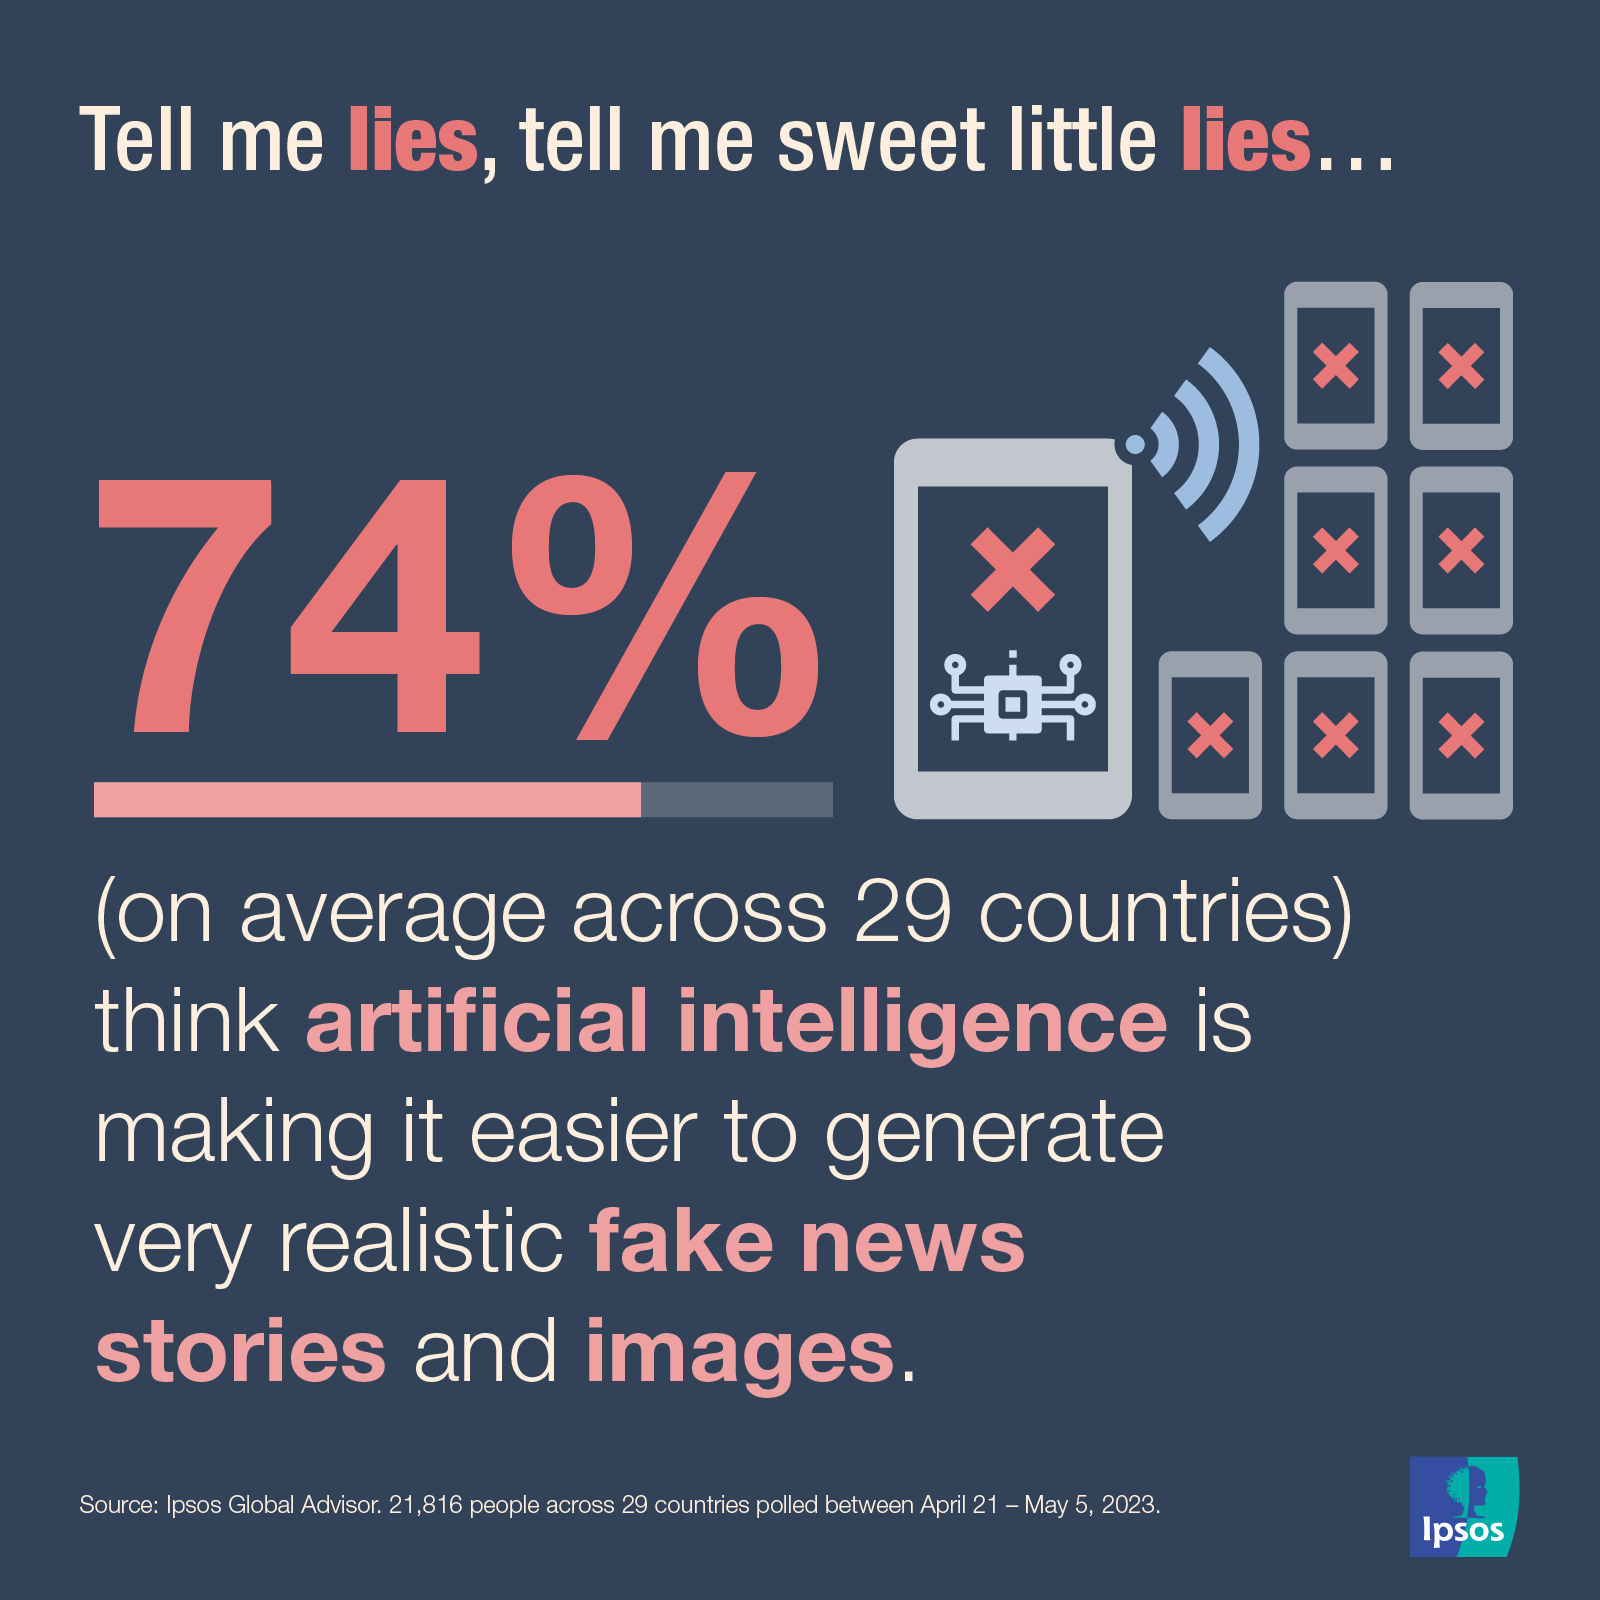 Tell me lies, tell me sweet little lies...
74%
(on average across 29 countries)
think artificial intelligence is
making it easier to generate
very realistic fake news
stories and images.
Source: Ipsos Global Advisor. 21,816 people across 29 countries polled between April 21 – May 5, 2023.
Ipsos